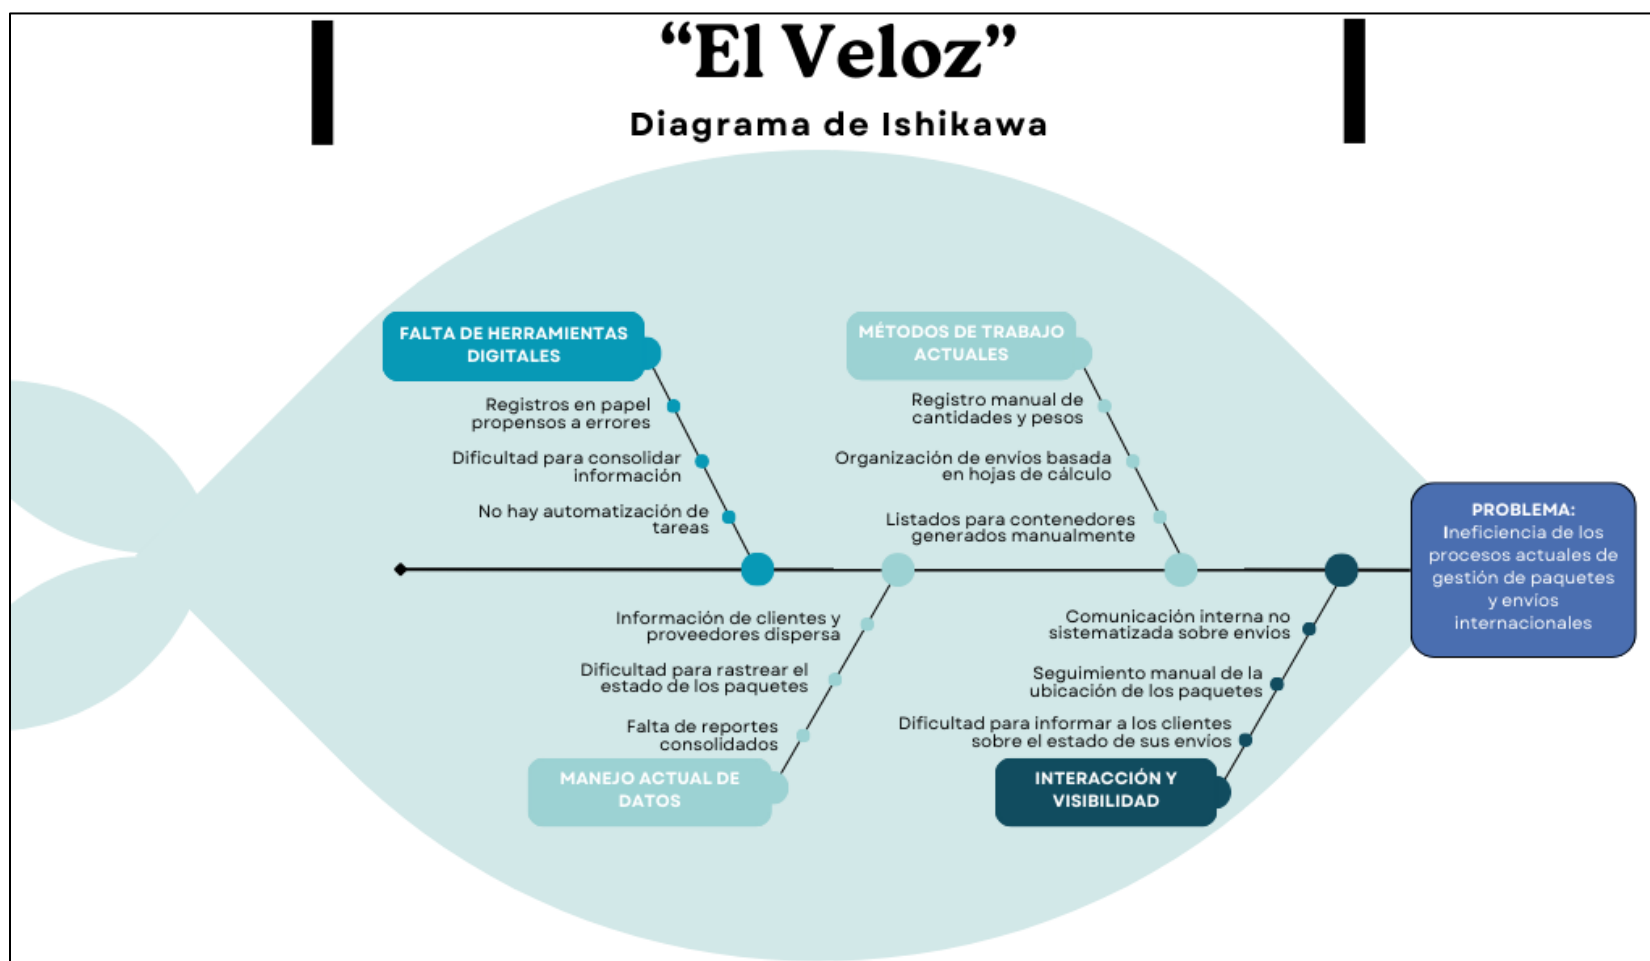 “El Veloz”
Diagrama de Ishikawa
FALTA DE HERRAMIENTAS
DIGITALES
Registros en papel
propensos a errores
Dificultad para consolidar
información
No hay automatización de
tareas
MÉTODOS DE TRABAJO
ACTUALES
Registro manual de
cantidades y pesos
Organización de envíos basada
en hojas de cálculo
Listados para contenedores
generados manualmente
PROBLEMA:
Ineficiencia de los
procesos actuales de
gestión de paquetes
y envíos
internacionales
Información de clientes y
proveedores dispersa
Dificultad para rastrear el
estado de los paquetes
Falta de reportes
consolidados
MANEJO ACTUAL DE
DATOS
Comunicación interna no
sistematizada sobre envíos
Seguimiento manual de la
ubicación de los paquetes
Dificultad para informar a los clientes
sobre el estado de sus envíos
INTERACCIÓN Y
VISIBILIDAD